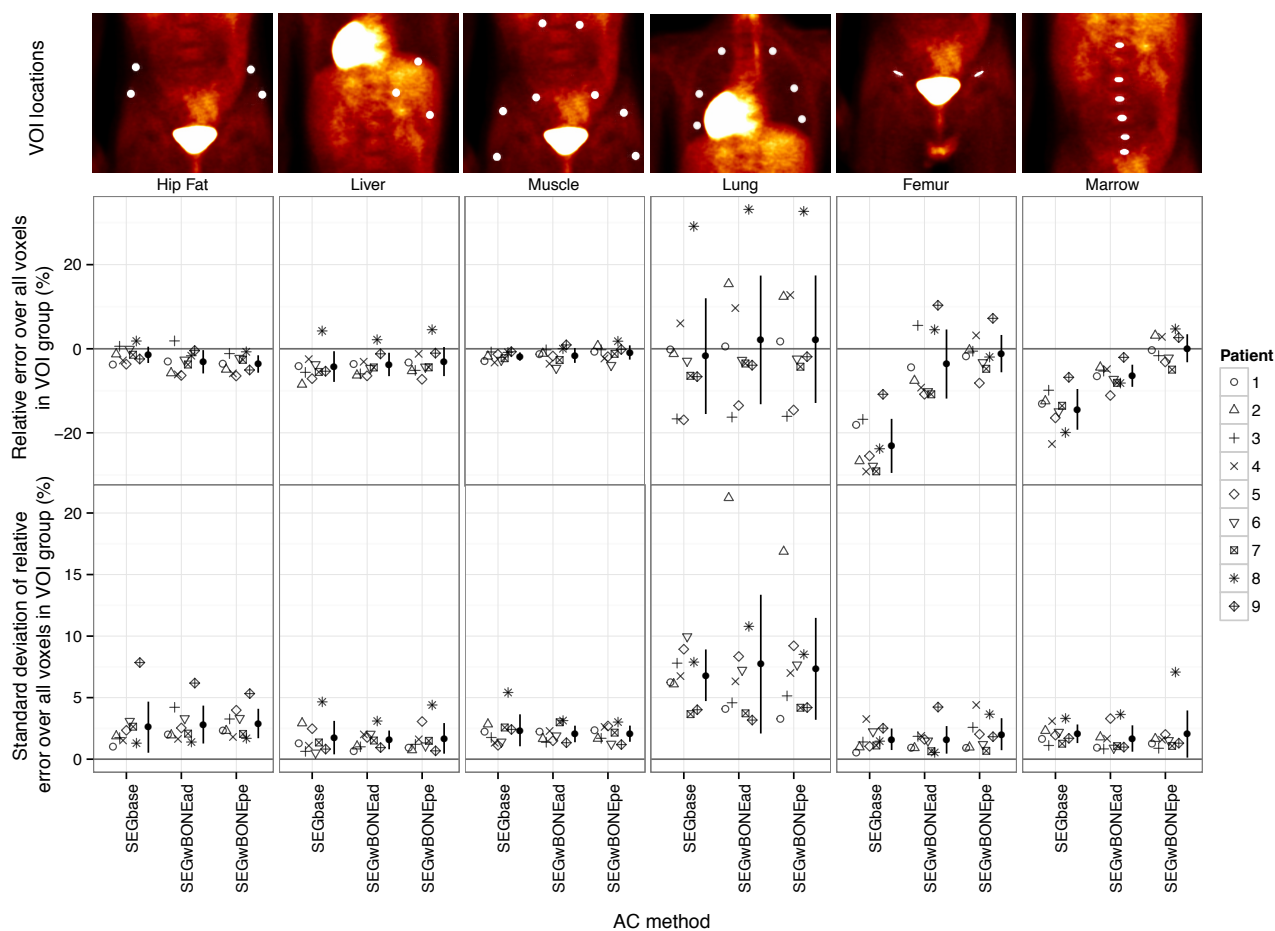 VOI locations
Hip Fat
Liver
Muscle
Lung
Femur
Marrow
Relative error over all voxels
in VOI group (%)
20
0
−20
Standard deviation of relative
error over all voxels in VOI group (%)
20
15
10
5
0
SEGbase
SEGwBONEad
SEGwBONEpe
SEGbase
SEGwBONEad
SEGwBONEpe
SEGbase
SEGwBONEad
SEGwBONEpe
SEGbase
SEGwBONEad
SEGwBONEpe
SEGbase
SEGwBONEad
SEGwBONEpe
SEGbase
SEGwBONEad
SEGwBONEpe
AC method
Patient
1
2
3
4
5
6
7
8
9